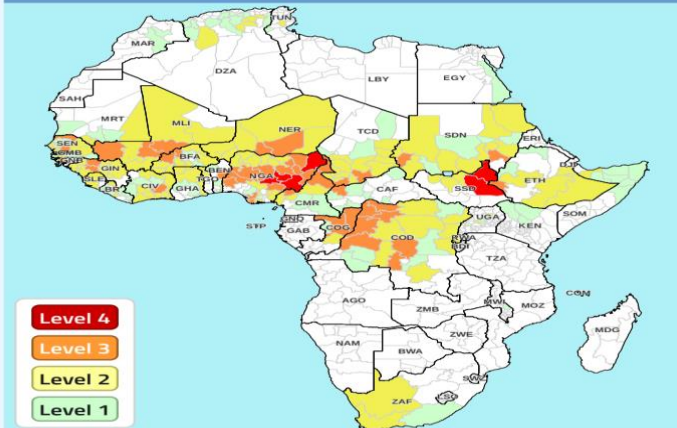 TUN
MAR
DZA
LBY
EGY
SAH
MRT
MLI
NER
TCD
SDN
ERI
SEN
GMB
GNB
GIN
SLE
LBR
CIV
BFA
GHA
TGO
BEN
NGA
CMR
CAF
SSD
ETH
DJI
SOM
STP
GNQ
GAB
COG
COD
UGA
KEN
RWA
BDI
TZA
AGO
ZMB
MWI
MOZ
COM
MDG
NAM
BWA
ZWE
SWZ
LSO
ZAF
Level 4
Level 3
Level 2
Level 1